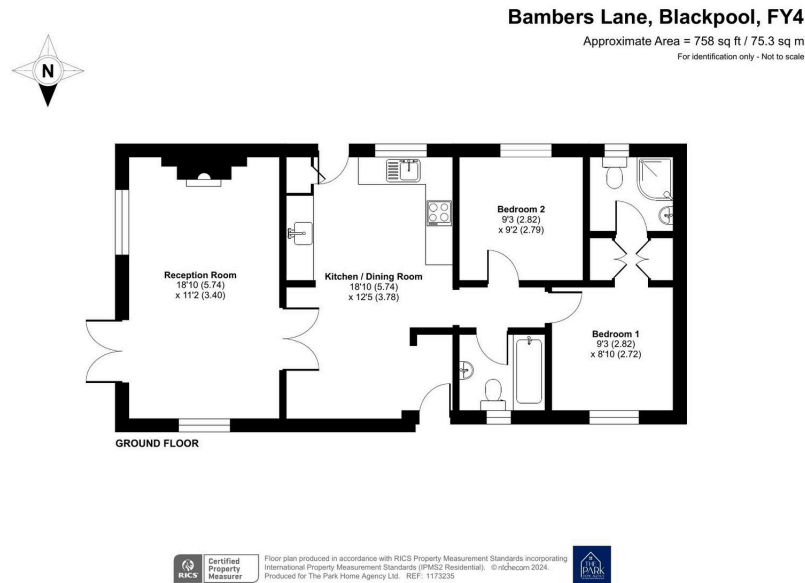 Bambers Lane, Blackpool, FY4
Approximate Area = 758 sq ft / 75.3 sq m
For identification only - Not to scale
N
Reception Room
18'10 (5.74)
x 11'2 (3.40)
Kitchen / Dining Room
18'10 (5.74)
x 12'5 (3.78)
Bedroom 2
9'3 (2.82)
x 9'2 (2.79)
Bedroom 1
9'3 (2.82)
x 8'10 (2.72)
GROUND FLOOR
RICS
Certified
Property
Measurer
Floor plan produced in accordance with RICS Property Measurement Standards incorporating
International Property Measurement Standards (IPMS2 Residential). © nichecom 2024.
Produced for The Park Home Agency Ltd. REF: 1173235
THE
PARK